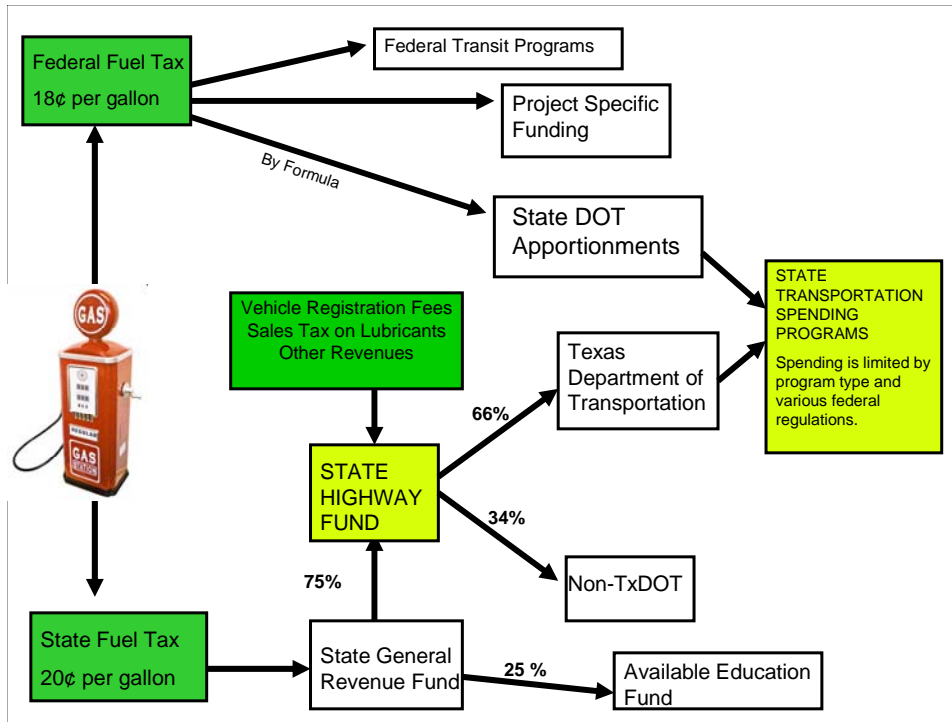 Federal Fuel Tax
18¢ per gallon
Federal Transit Programs
Project Specific
Funding
By Formula
State DOT
Apportionments
GAS
REGULAR
GAS
STATION
Vehicle Registration Fees
Sales Tax on Lubricants
Other Revenues
STATE
TRANSPORTATION
SPENDING
PROGRAMS
Spending is limited by
program type and
various federal
regulations.
Texas
Department of
Transportation
66%
STATE
HIGHWAY
FUND
34%
75%
Non-TxDOT
State Fuel Tax
20¢ per gallon
State General
Revenue Fund
25 %
Available Education
Fund